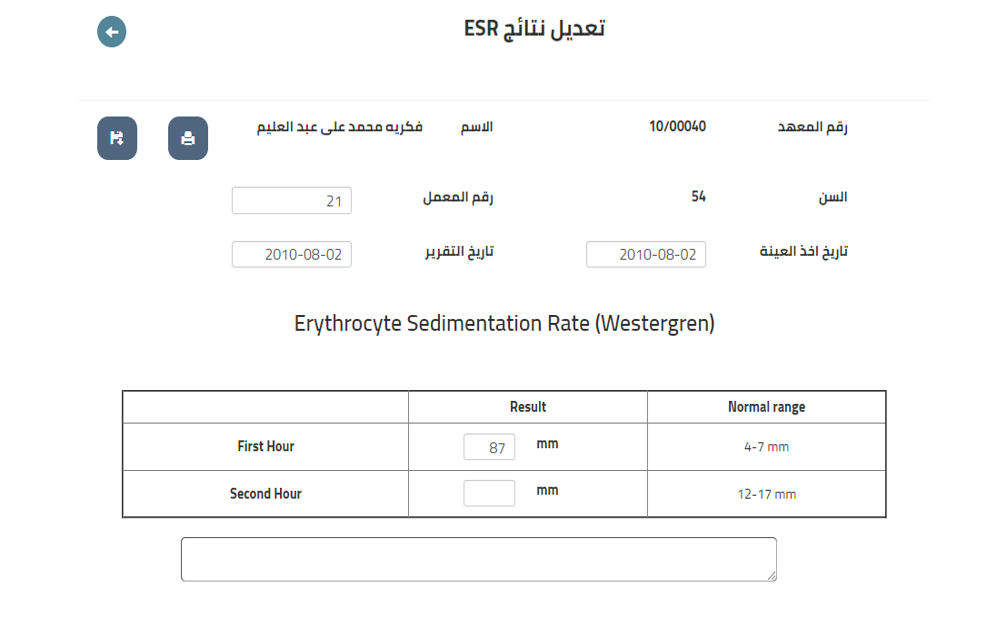 تعديل نتائج ESR
رقم المعهد 10/00040 الاسم فكريه محمد على عبد العليم
السن 54 رقم المعمل 21
تاريخ اخذ العينة 2010-08-02 تاريخ التقرير 2010-08-02
Erythrocyte Sedimentation Rate (Westergren)
Result Normal range
First Hour 87 mm 4-7 mm
Second Hour mm 12-17 mm